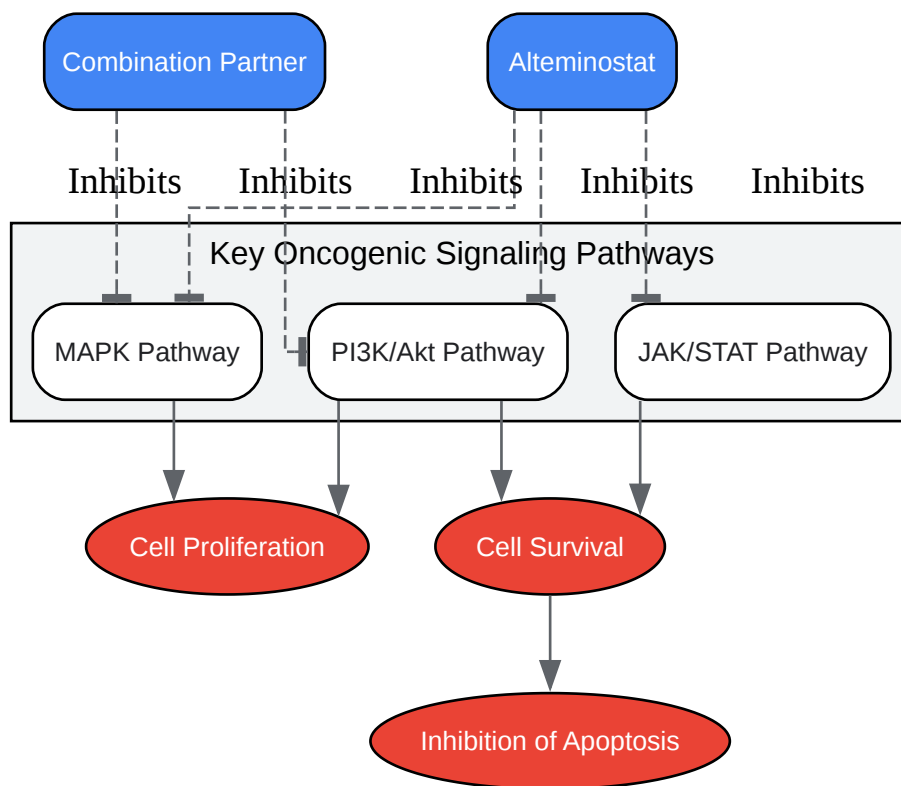 Combination Partner
Alteminostat
Inhibits
Inhibits
Inhibits
Inhibits
Inhibits
Key Oncogenic Signaling Pathways
MAPK Pathway
PI3K/Akt Pathway
JAK/STAT Pathway
Cell Proliferation
Cell Survival
Inhibition of Apoptosis